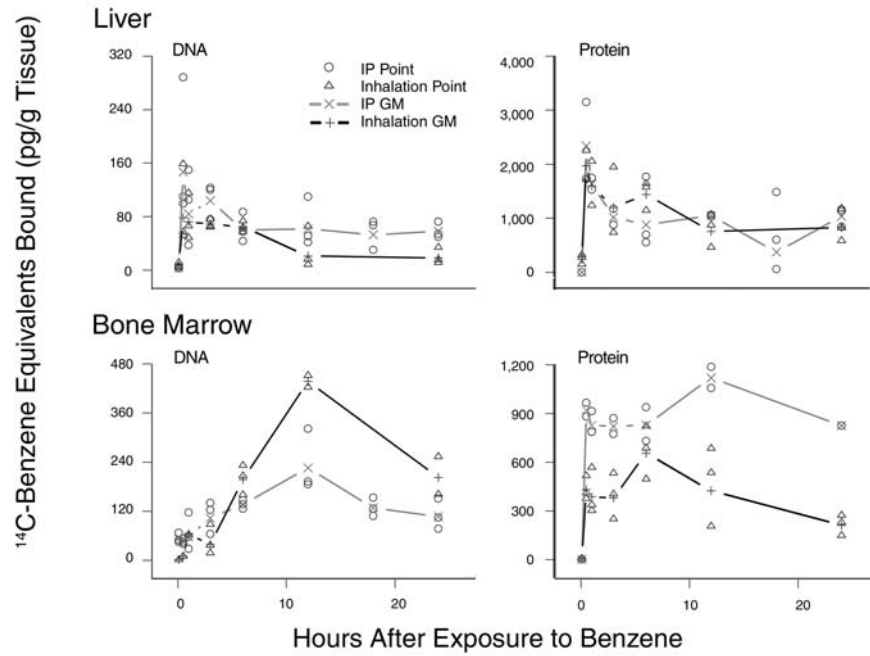 Liver
DNA
320
240
160
80
0
IP Point
Inhalation Point
IP GM
Inhalation GM
Protein
4,000
3,000
2,000
1,000
0
¹⁴C-Benzene Equivalents Bound (pg/g Tissue)
Bone Marrow
DNA
480
360
240
120
0
0 10 20
Protein
1,200
900
600
300
0
0 10 20
Hours After Exposure to Benzene